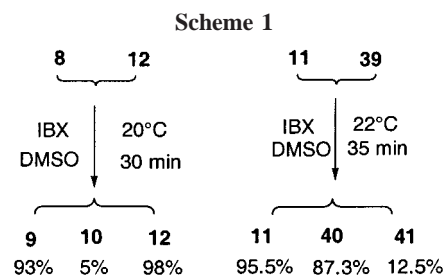 Scheme 1
8 12 11 39
IBX 20°C IBX 22°C
DMSO 30 min DMSO 35 min
9 10 12 11 40 41
93% 5% 98% 95.5% 87.3% 12.5%